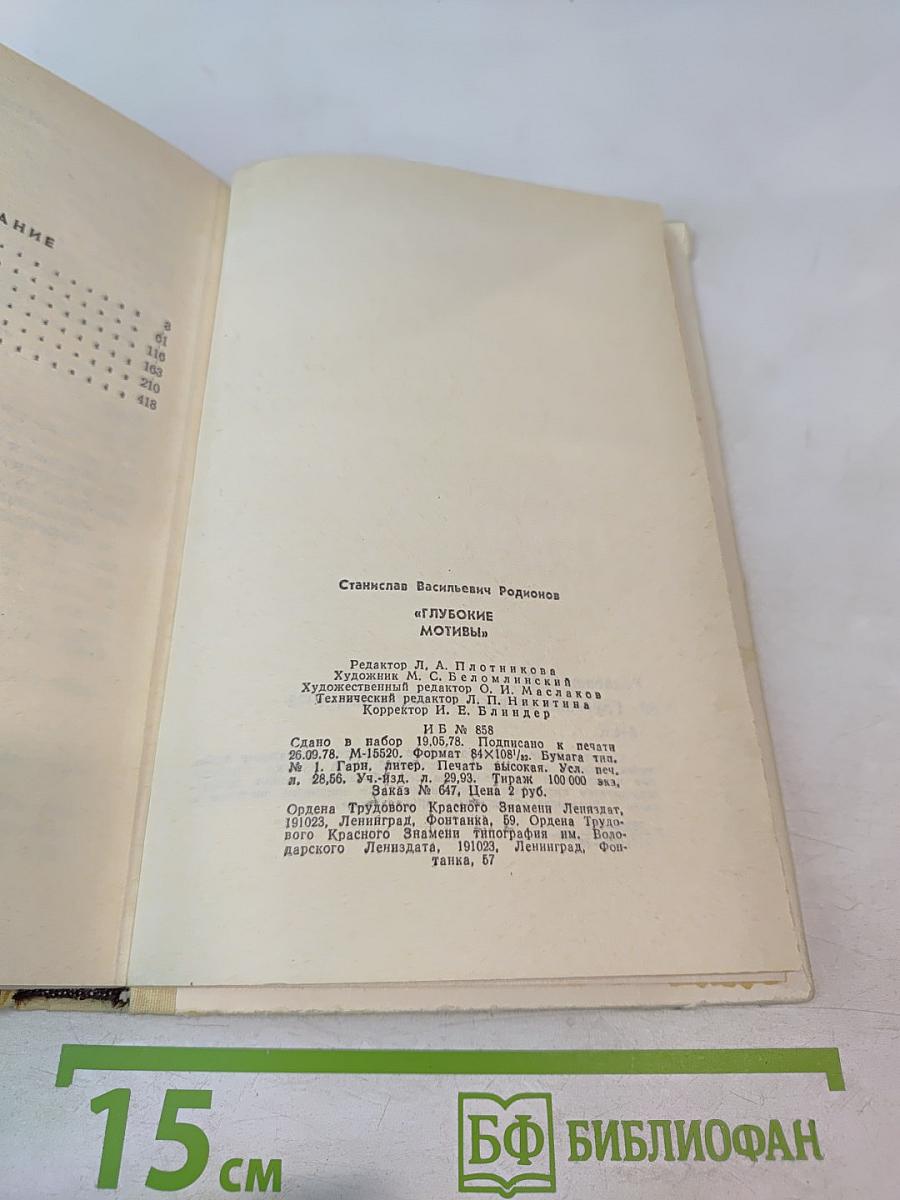 АНИЕ
3
61
116
163
210
418
Станислав Васильевич Родионов
«ГЛУБОКИЕ
МОТИВЫ»
Редактор Л. А. Плотникова
Художник М. С. Беломлинский
Художественный редактор О. И. Маслаков
Технический редактор Л. П. Никитина
Корректор И. Е. Блиндер
ИБ № 858
Сдано в набор 19.05.78. Подписано к печати
26.09.78. М-15520. Формат 84×108¹/₃₂. Бумага тип.
№ 1. Гарн. литер. Печать высокая. Усл. печ.
л. 28,56. Уч.-изд. л. 29,93. Тираж 100 000 экз.
Заказ № 647, Цена 2 руб.
Ордена Трудового Красного Знамени Лениздат,
191023, Ленинград, Фонтанка, 59. Ордена Трудо-
вого Красного Знамени типография им. Воло-
дарского Лениздата, 191023, Ленинград, Фон-
танка, 57
15 см
БФ БИБЛИОФАН